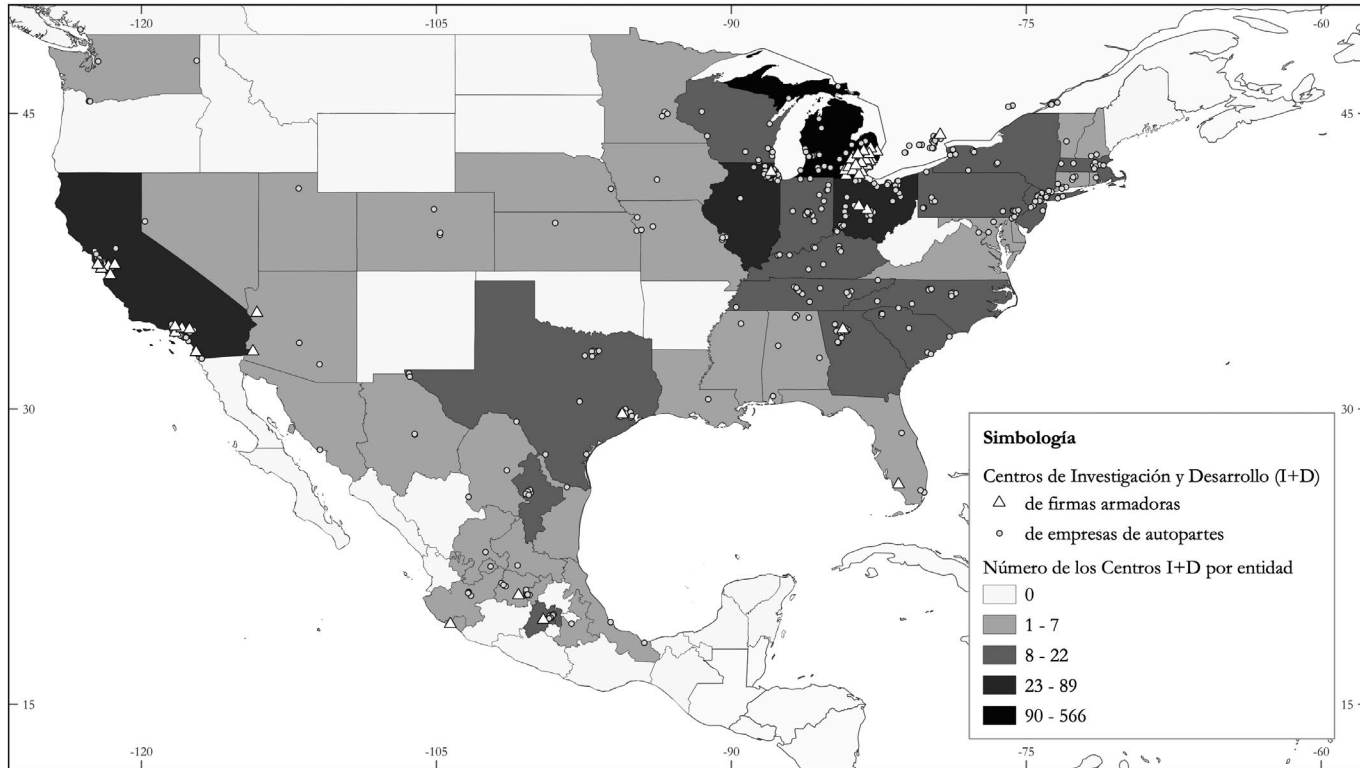 -120 -105 -90 -75 -60
45 45
30 30
15 15
-120 -105 -90 -75 -60
Simbología
Centros de Investigación y Desarrollo (I+D)
de firmas armadoras
de empresas de autopartes
Número de los Centros I+D por entidad
0
1 - 7
8 - 22
23 - 89
90 - 566